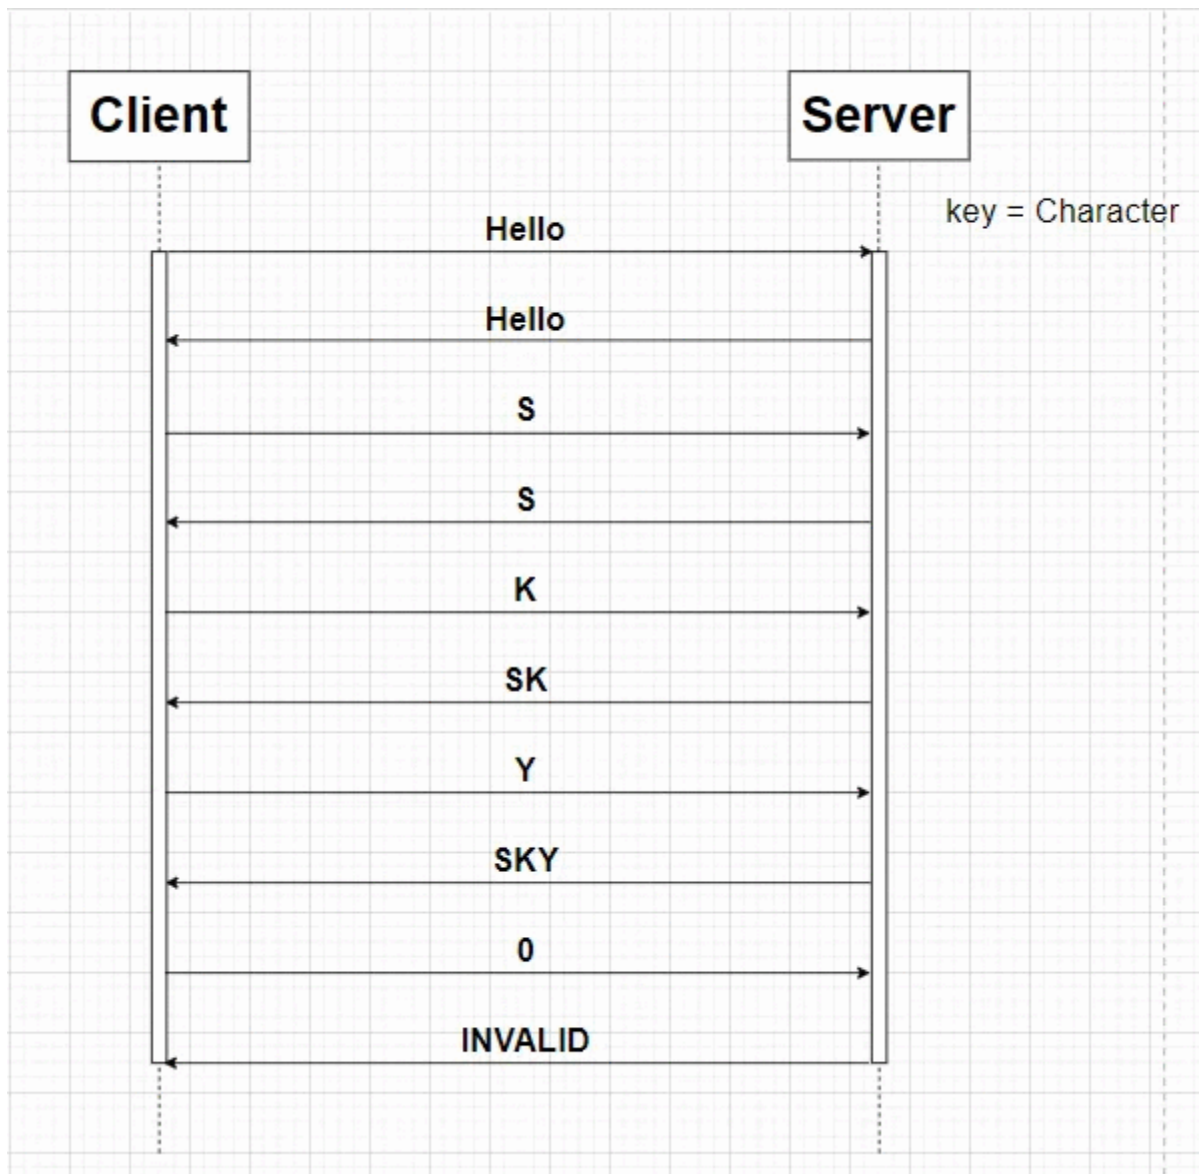 Client
Server
key = Character
Hello
Hello
S
S
K
SK
Y
SKY
0
INVALID